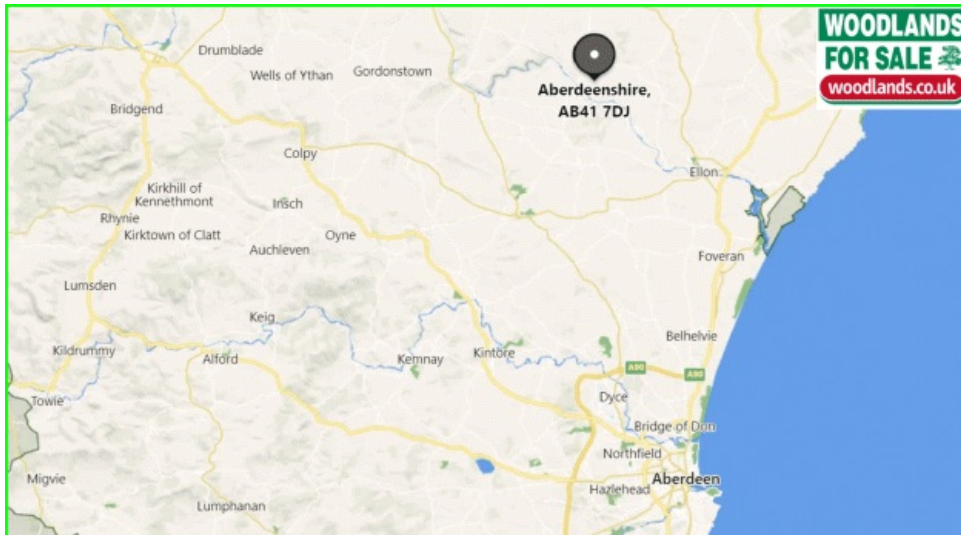 WOODLANDS
FOR SALE
woodlands.co.uk
Drumblade
Wells of Ythan
Gordonstown
Aberdeenshire,
AB41 7DJ
Bridgend
Colpy
Ellon
Kirkhill of
Kennethmont
Insch
Rhynie
Kirktown of Clatt
Oyne
Auchleven
Foveran
Lumsden
Keig
Belhelvie
Kildrummy
Alford
Kemnay
Kintore
A90
A90
Towie
Dyce
Bridge of Don
Northfield
Migvie
Hazlehead
Aberdeen
Lumphanan